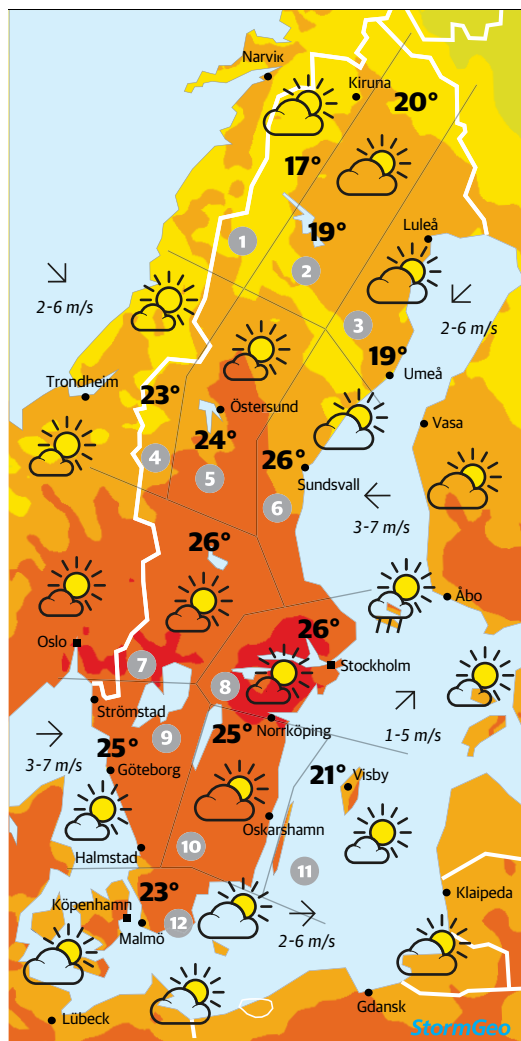 Narvik
Kiruna
20°
17°
Luleå
19°
1
2
2-6 m/s
3
2-6 m/s
19°
Umeå
Trondheim
23°
Östersund
Vasa
24°
26°
4
5
Sundsvall
6
3-7 m/s
26°
Åbo
26°
Oslo
7
8
Stockholm
Strömstad
9
25°
Norrköping
1-5 m/s
3-7 m/s
25°
Göteborg
21°
Visby
Oskarshamn
Halmstad
10
11
23°
Köpenhamn
Klaipeda
Malmö
12
2-6 m/s
Gdansk
Lübeck
StormGeo